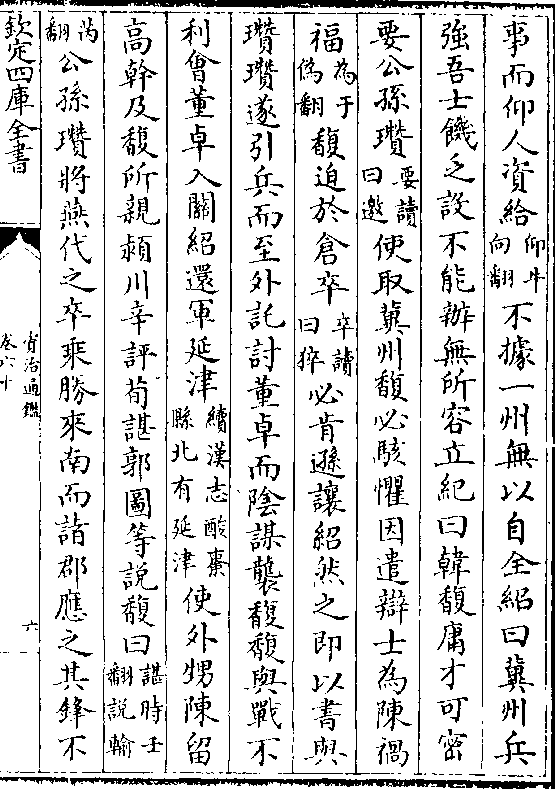 事而仰人資給仰牛向翻不據一州無以自全紹曰冀州兵
強吾士饑乏設不能辦無所容立紀曰韓馥庸才可密
要公孫瓚要讀曰邀使取冀州馥必駭懼因遣辯士為陳禍
福為于偽翻馥迫於倉卒卒讀曰猝必肯遜讓紹然之即以書與
瓚瓚遂引兵而至外託討董卓而陰謀襲馥馥與戰不
利會董卓入關紹還軍延津續漢志酸棗縣北有延津使外甥陳留
高幹及馥所親潁川辛評荀諶郭圖等說馥曰諶時壬翻說輸
芮翻公孫瓚將燕代之卒乘勝來南而諸郡應之其鋒不
欽定四庫全書
資治通鑑
卷六十
六